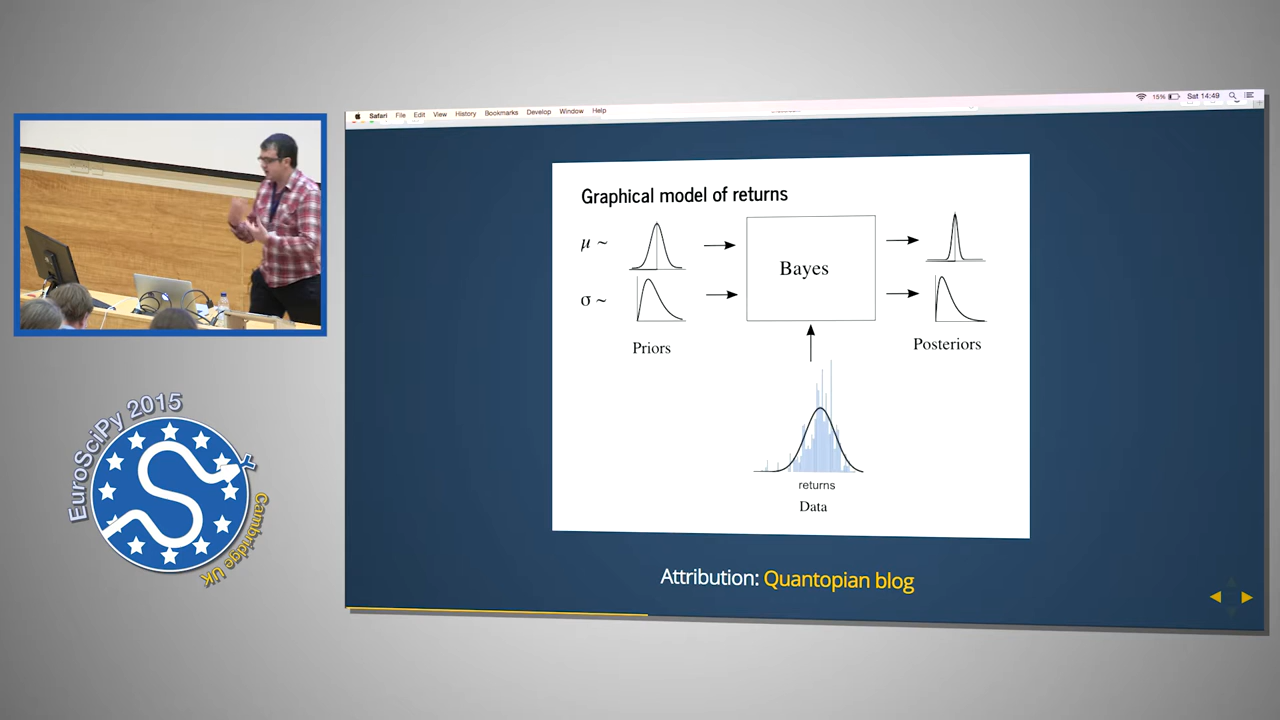 Safari File Edit View History Bookmarks Develop Window Help
15% Sat 14:49
Graphical model of returns
μ ~
Bayes
σ ~
Priors
Posteriors
returns
Data
Attribution: Quantopian blog
EuroSciPy 2015
Cambridge UK